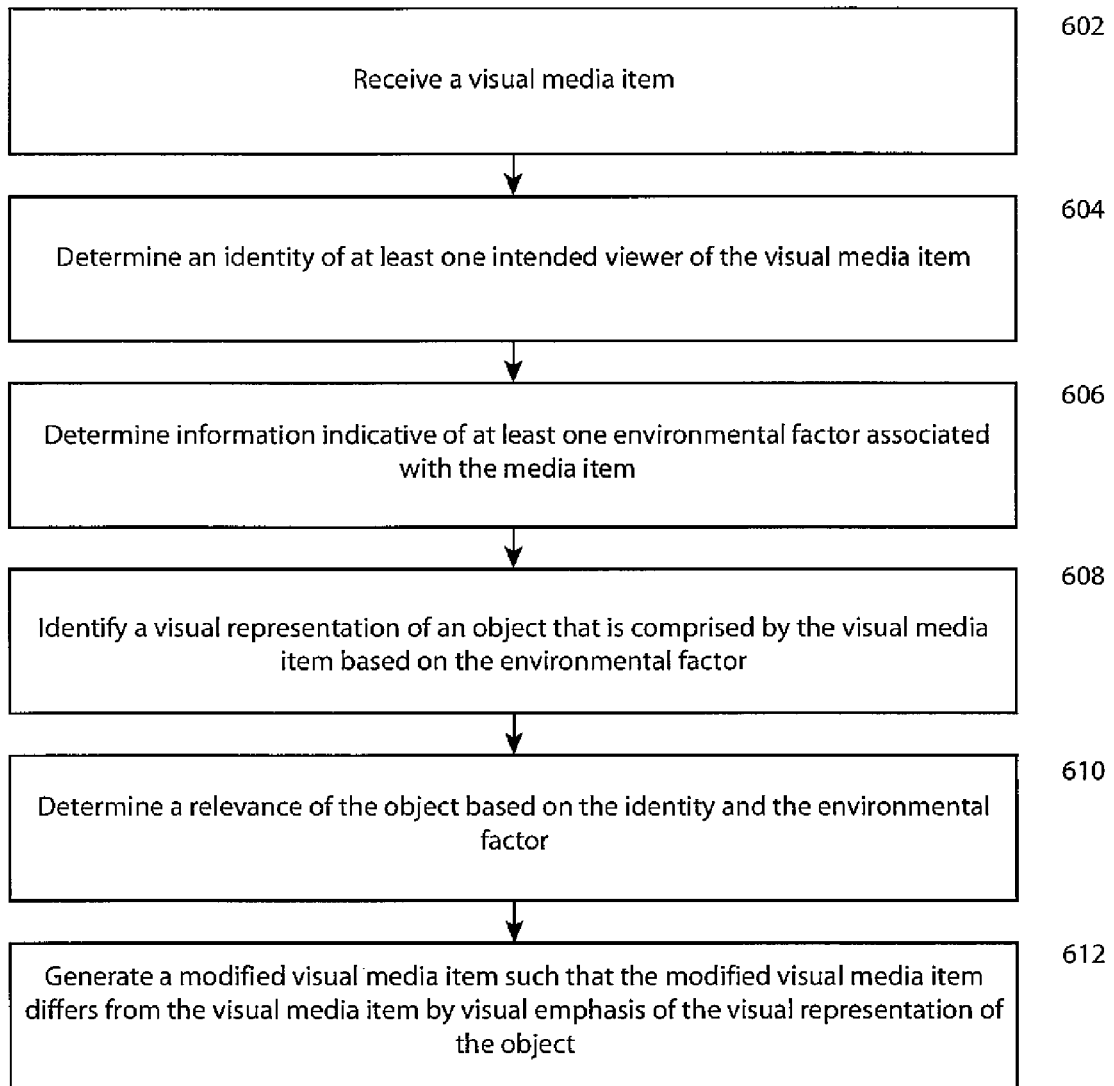 602
Receive a visual media item
604
Determine an identity of at least one intended viewer of the visual media item
606
Determine information indicative of at least one environmental factor associated
with the media item
608
Identify a visual representation of an object that is comprised by the visual media
item based on the environmental factor
610
Determine a relevance of the object based on the identity and the environmental
factor
612
Generate a modified visual media item such that the modified visual media item
differs from the visual media item by visual emphasis of the visual representation of
the object